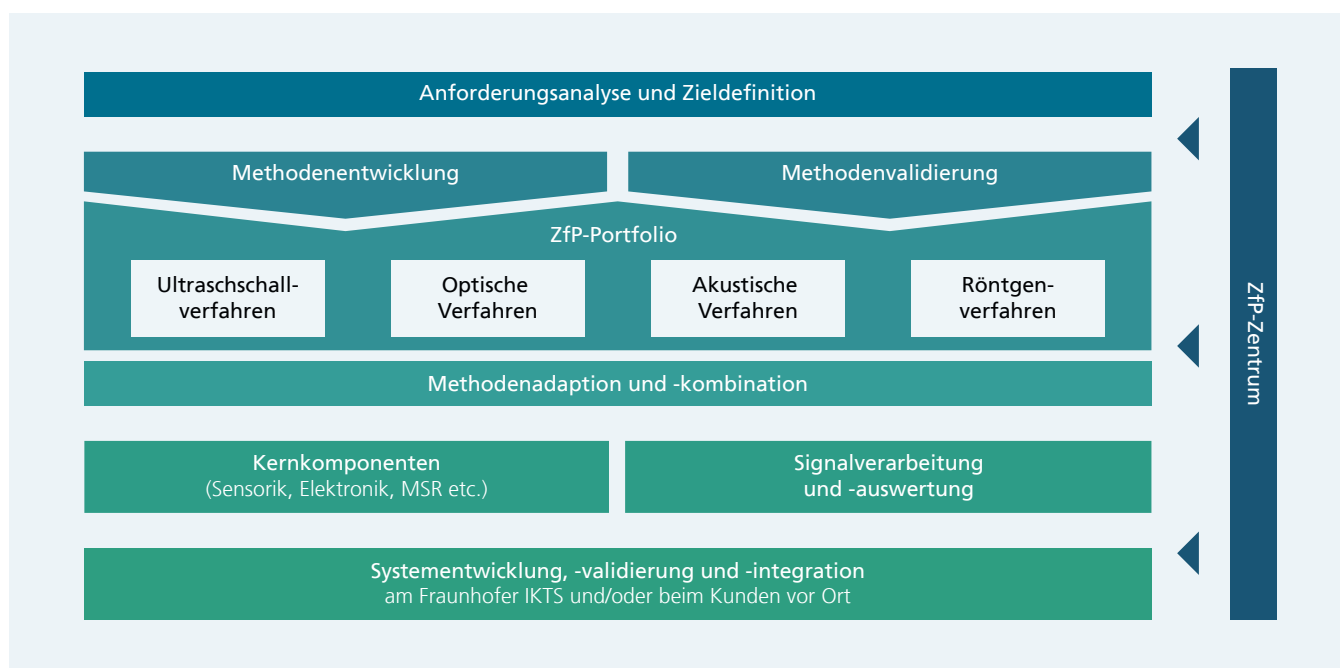 Anforderungsanalyse und Zieldefinition
Methodenentwicklung
Methodenvalidierung
ZfP-Portfolio
Ultraschschall-
verfahren
Optische
Verfahren
Akustische
Verfahren
Röntgen-
verfahren
Methodenadaption und -kombination
Kernkomponenten
(Sensorik, Elektronik, MSR etc.)
Signalverarbeitung
und -auswertung
Systementwicklung, -validierung und -integration
am Fraunhofer IKTS und/oder beim Kunden vor Ort
ZfP-Zentrum